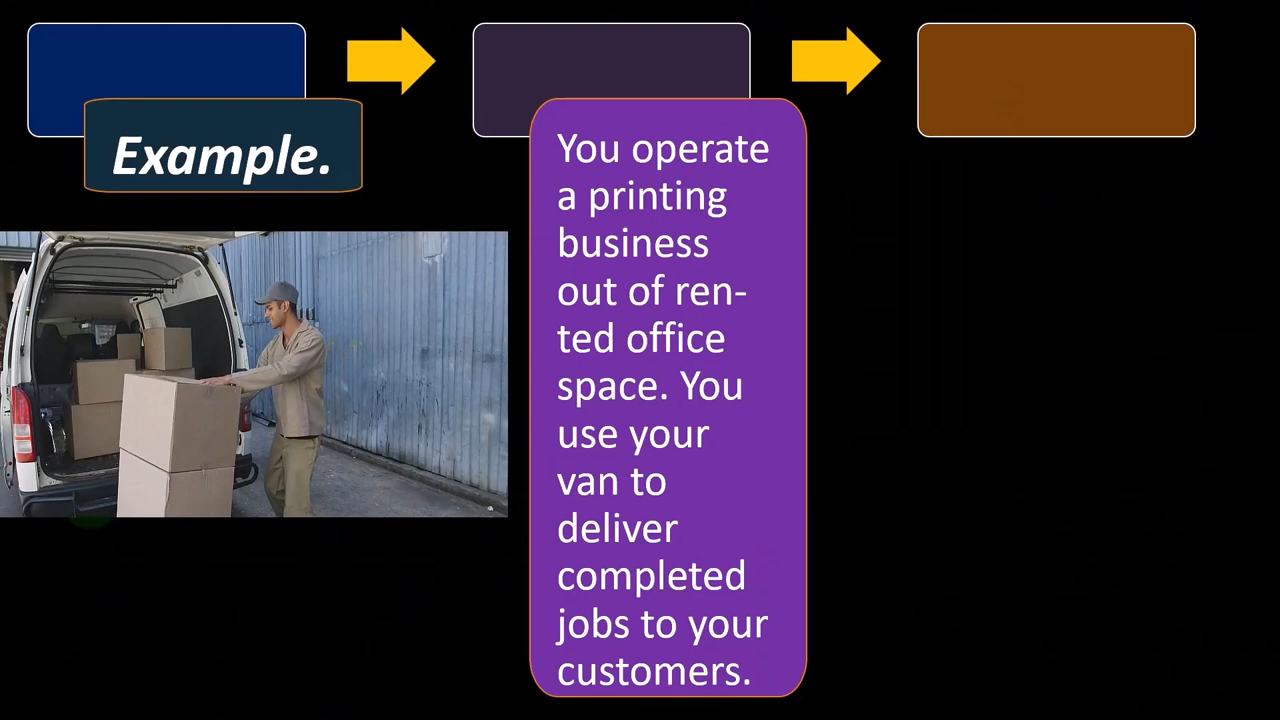 Example.
You operate
a printing
business
out of ren-
ted office
space. You
use your
van to
deliver
completed
jobs to your
customers.